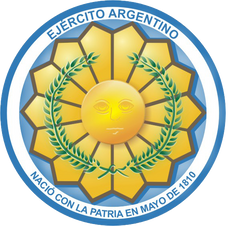 EJÉRCITO ARGENTINO
NACIÓ CON LA PATRIA EN MAYO DE 1810